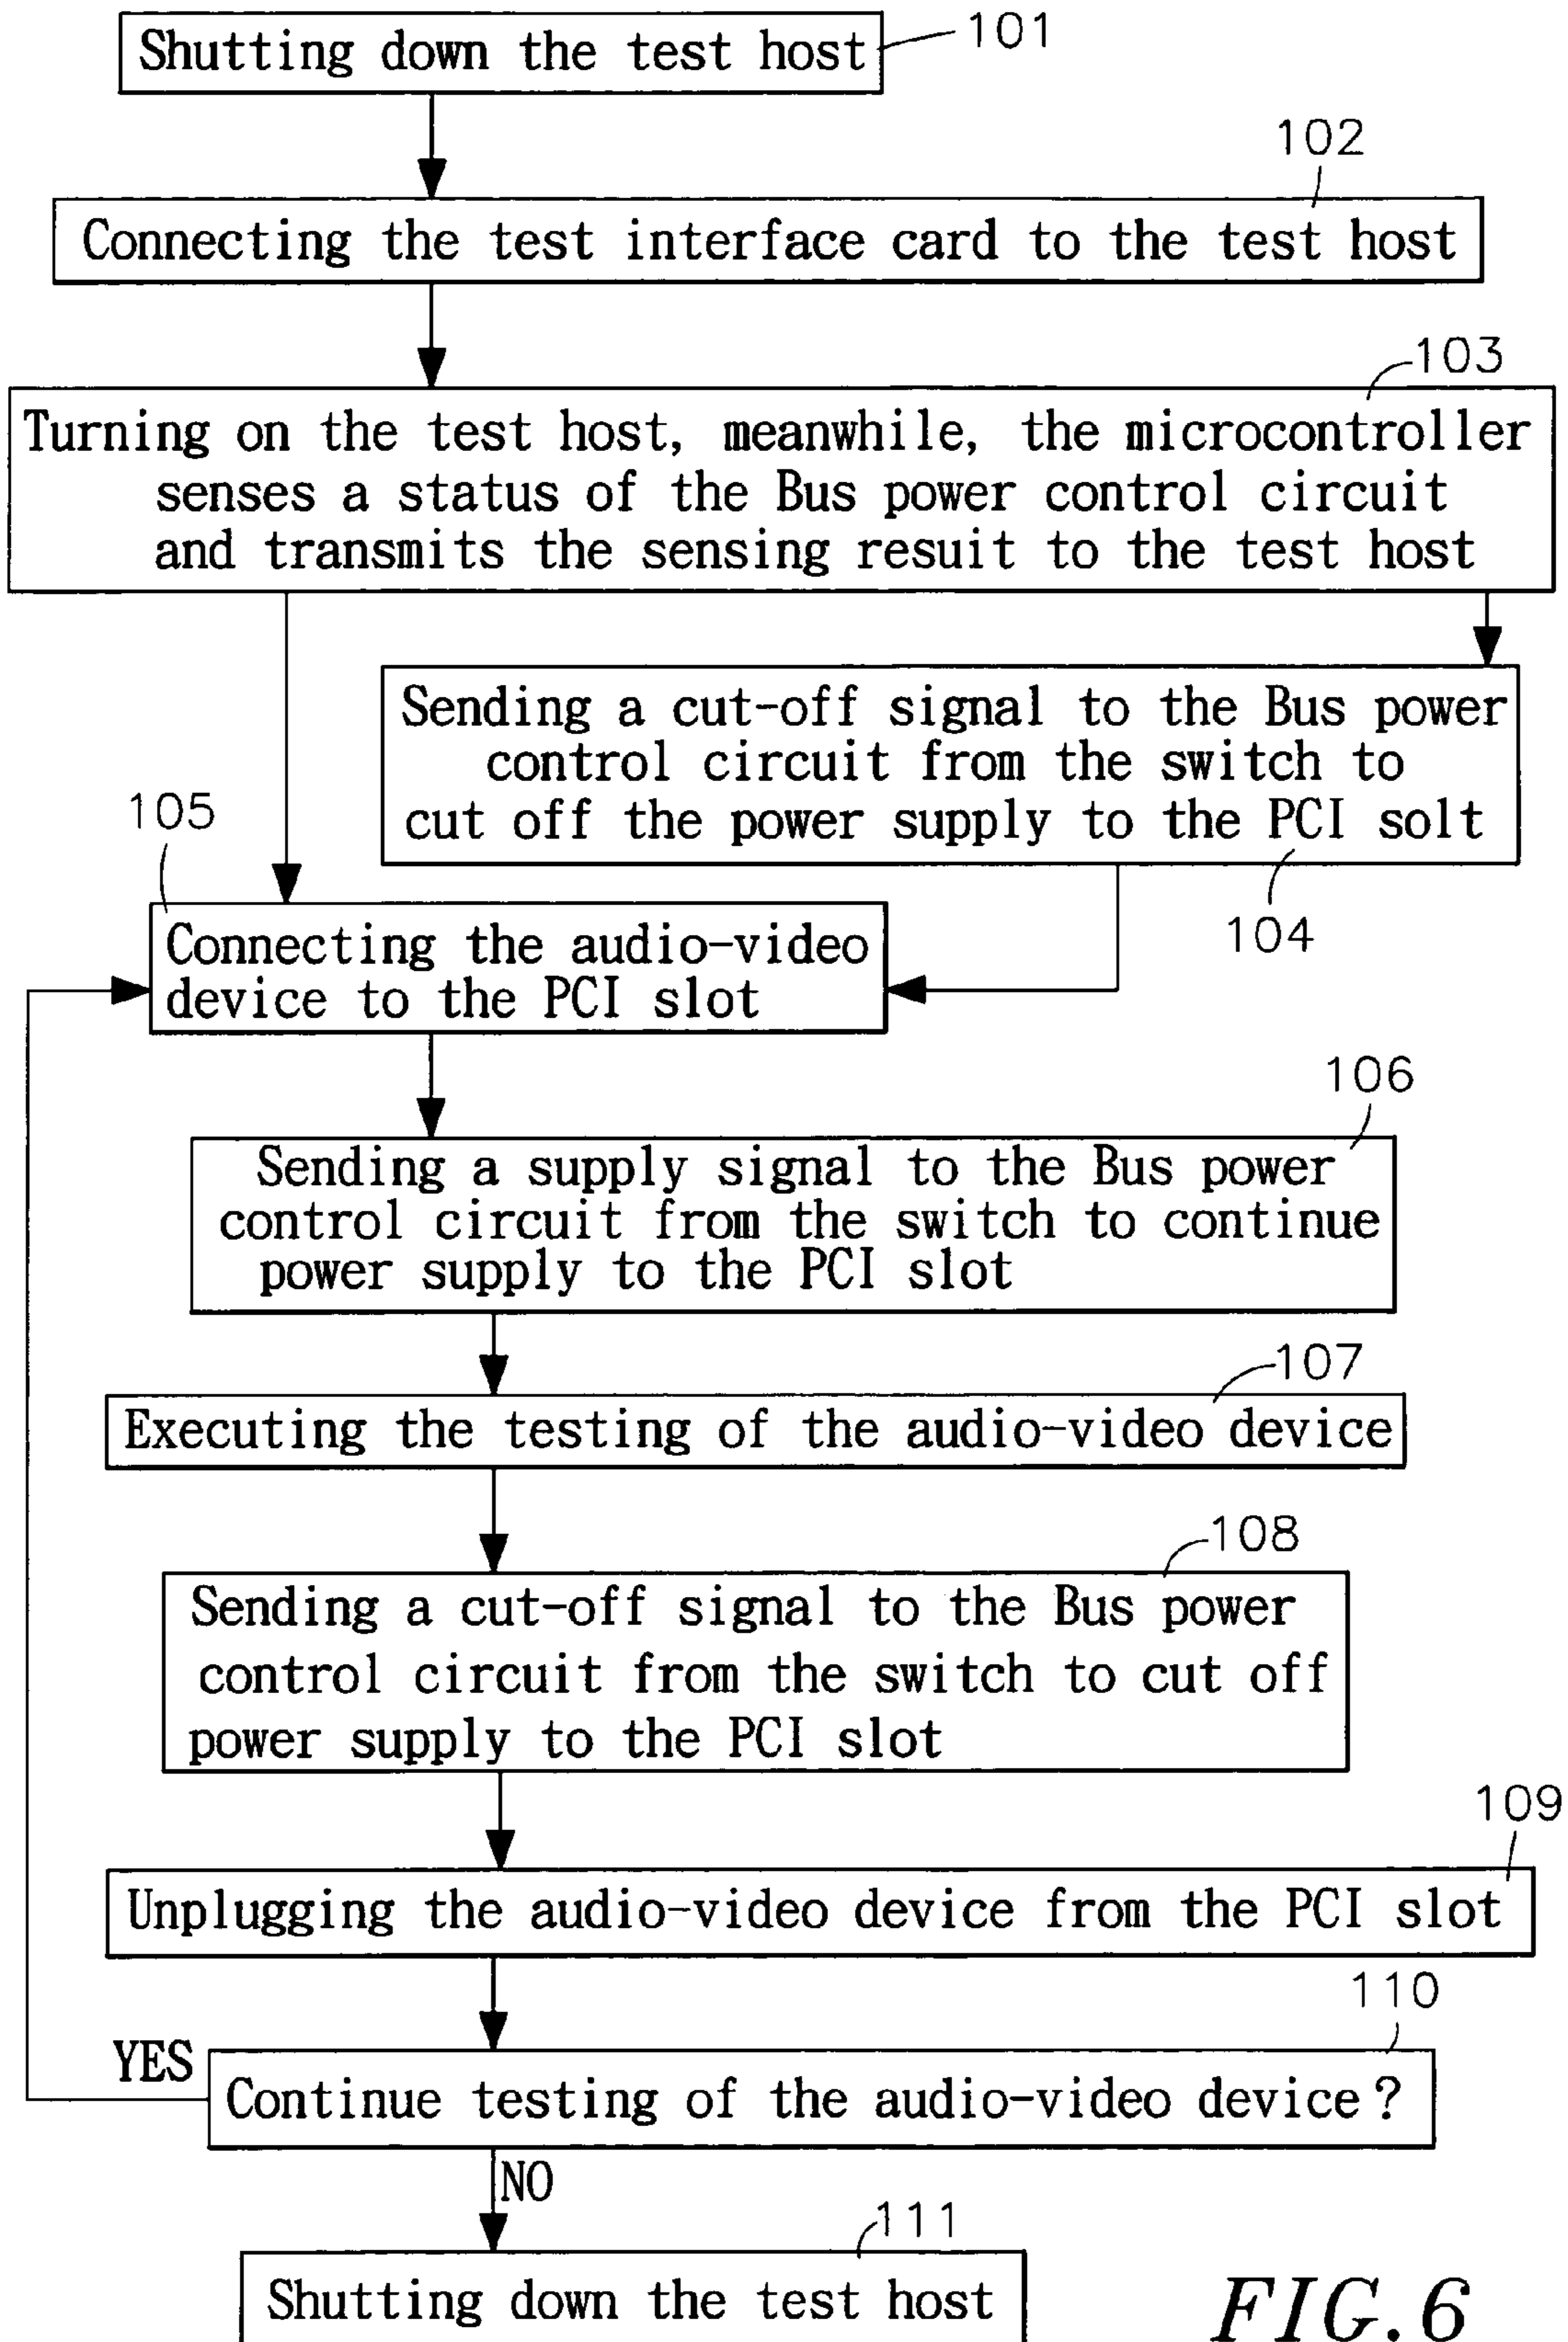 Shutting down the test host
101
102
Connecting the test interface card to the test host
103
Turning on the test host, meanwhile, the microcontroller
senses a status of the Bus power control circuit
and transmits the sensing resuit to the test host
Sending a cut-off signal to the Bus power
control circuit from the switch to
cut off the power supply to the PCI solt
104
105
Connecting the audio-video
device to the PCI slot
106
Sending a supply signal to the Bus power
control circuit from the switch to continue
power supply to the PCI slot
107
Executing the testing of the audio-video device
108
Sending a cut-off signal to the Bus power
control circuit from the switch to cut off
power supply to the PCI slot
109
Unplugging the audio-video device from the PCI slot
110
YES
Continue testing of the audio-video device?
NO
111
Shutting down the test host
FIG.6